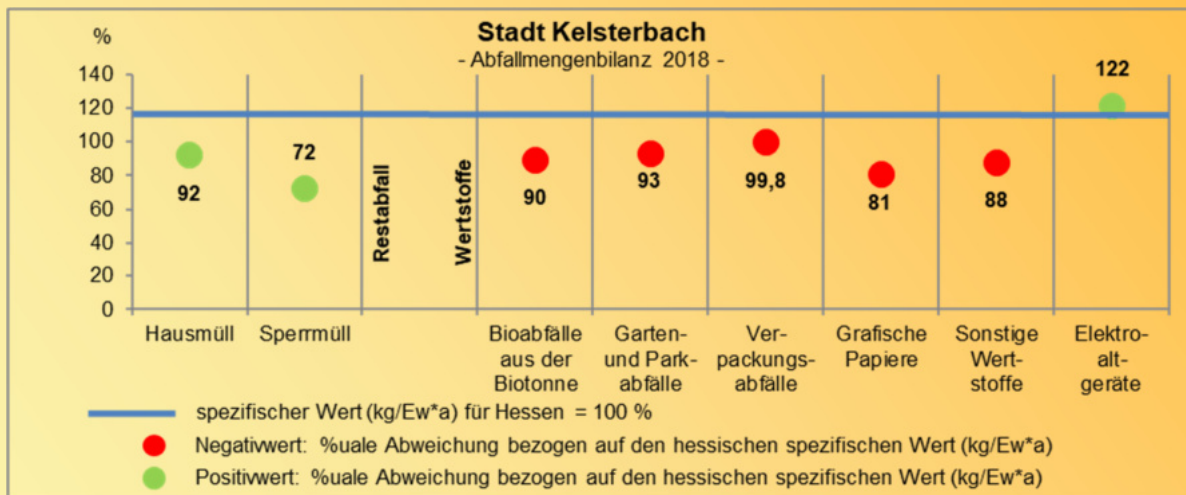 Stadt Kelsterbach
- Abfallmengenbilanz 2018 -
%
140
120
100
80
60
40
20
0
92
72
Restabfall
Wertstoffe
90
93
99,8
81
88
122
Hausmüll
Sperrmüll
Bioabfälle
aus der
Biotonne
Garten-
und Park-
abfälle
Ver-
packungs-
abfälle
Grafische
Papiere
Sonstige
Wert-
stoffe
Elektro-
alt-
geräte
spezifischer Wert (kg/Ew*a) für Hessen = 100 %
Negativwert: %uale Abweichung bezogen auf den hessischen spezifischen Wert (kg/Ew*a)
Positivwert: %uale Abweichung bezogen auf den hessischen spezifischen Wert (kg/Ew*a)